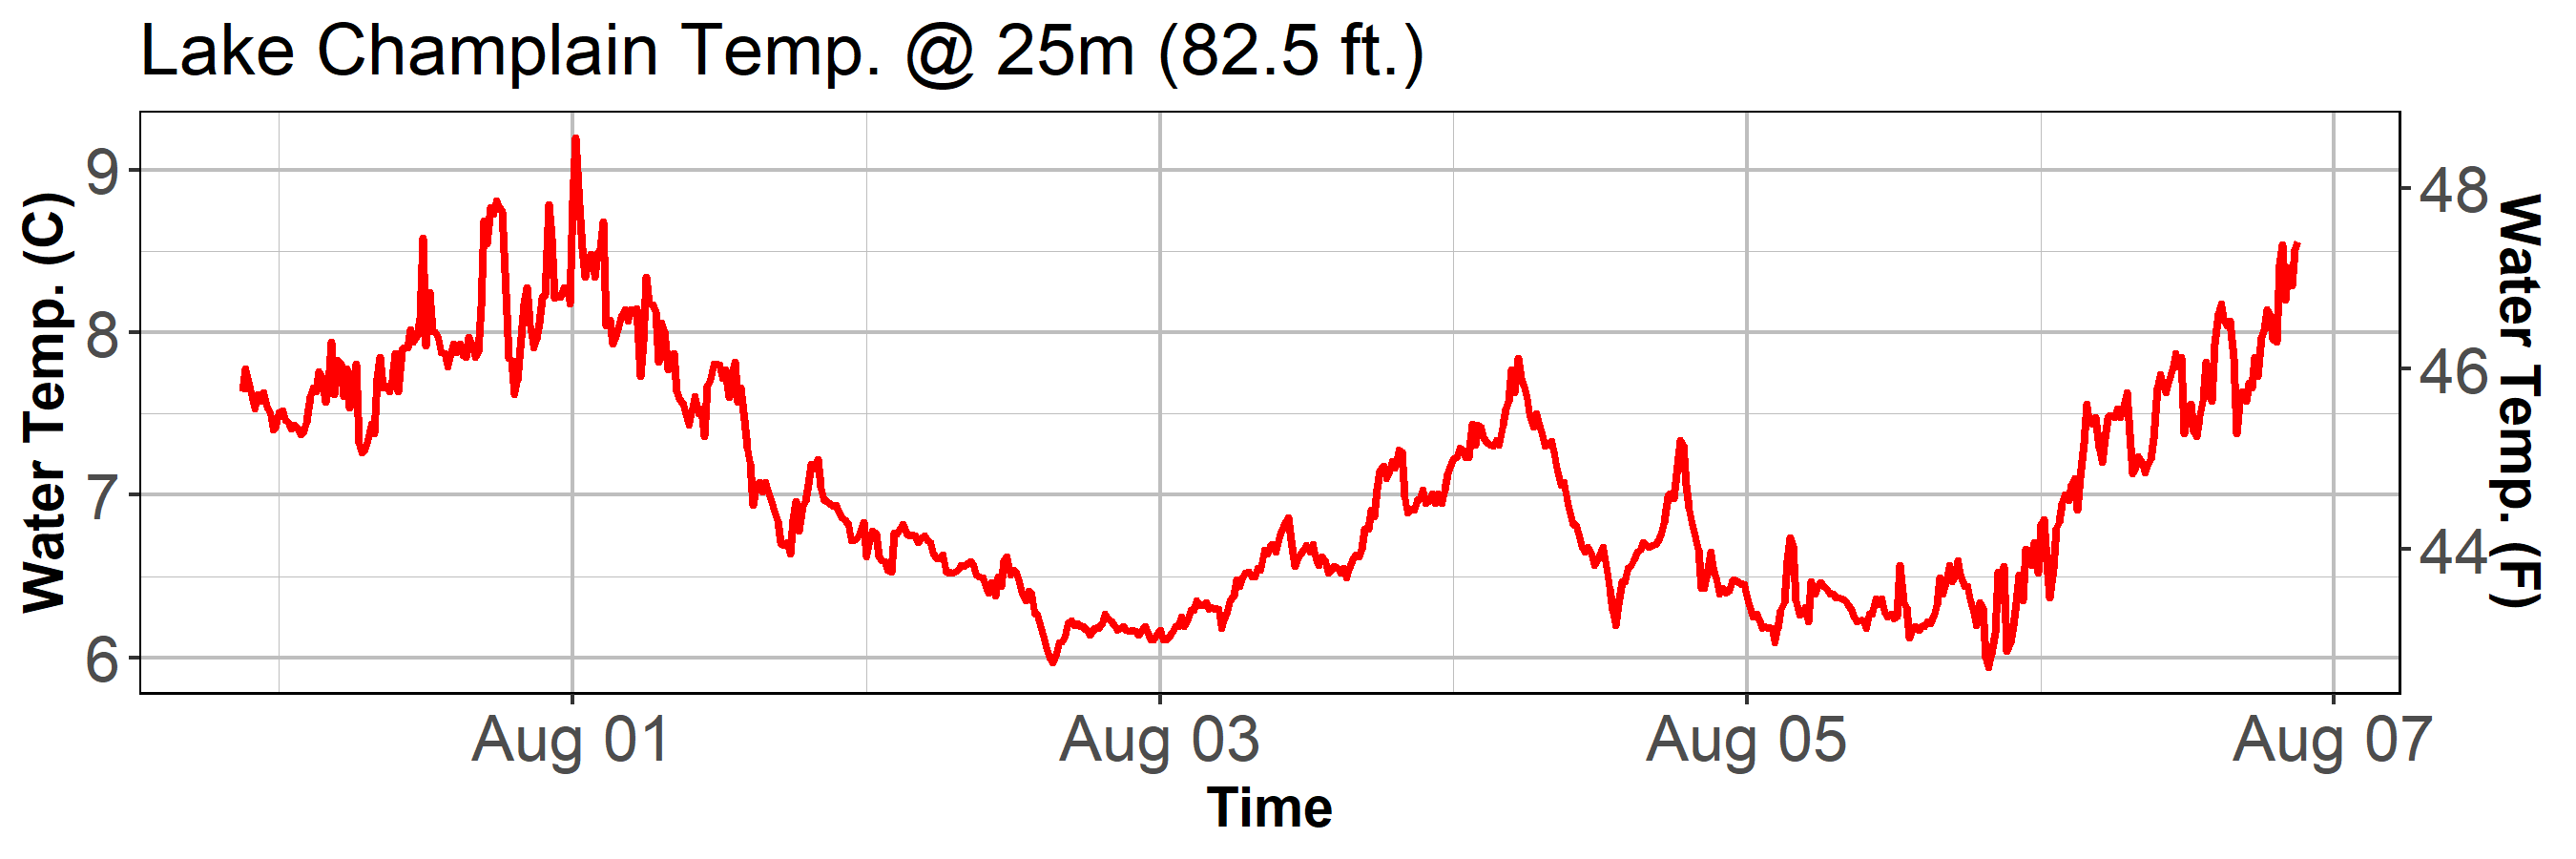 Lake Champlain Temp. @ 25m (82.5 ft.)
Water Temp. (C)
9
8
7
6
48
46
44
Water Temp. (F)
Aug 01 Aug 03 Aug 05 Aug 07
Time